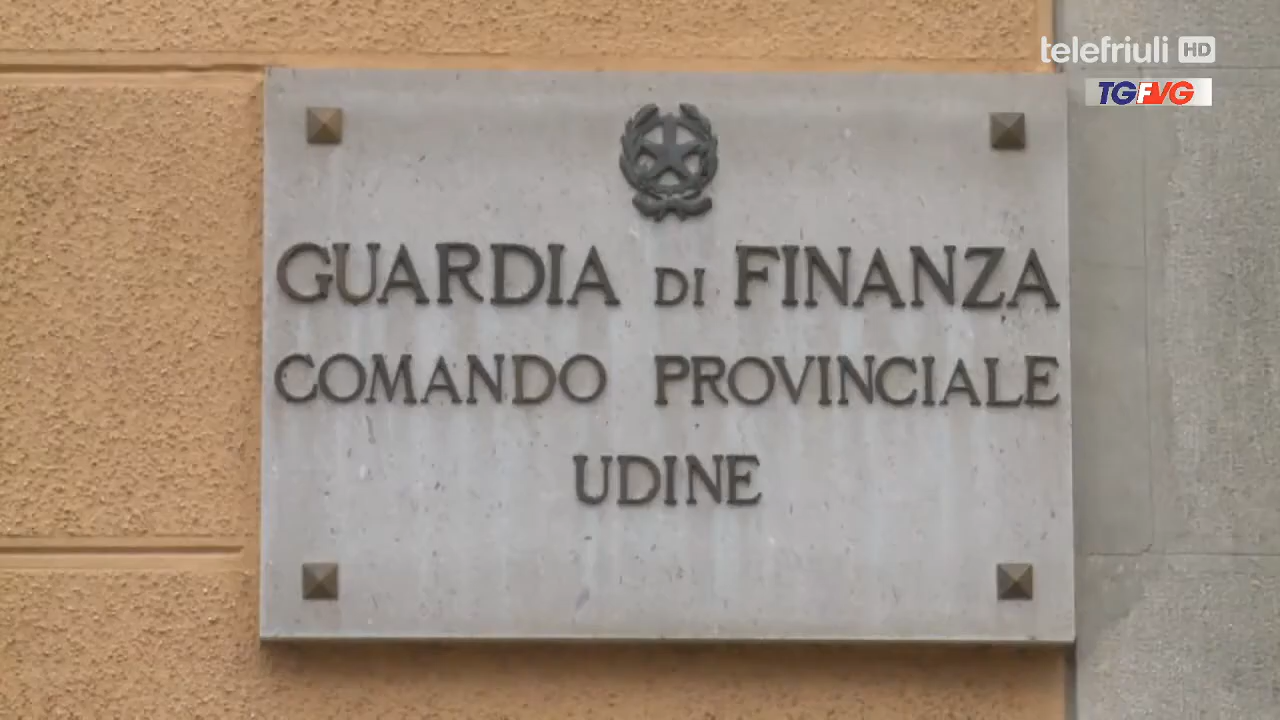 telefriuli HD
TGFVG
GUARDIA DI FINANZA
COMANDO PROVINCIALE
UDINE